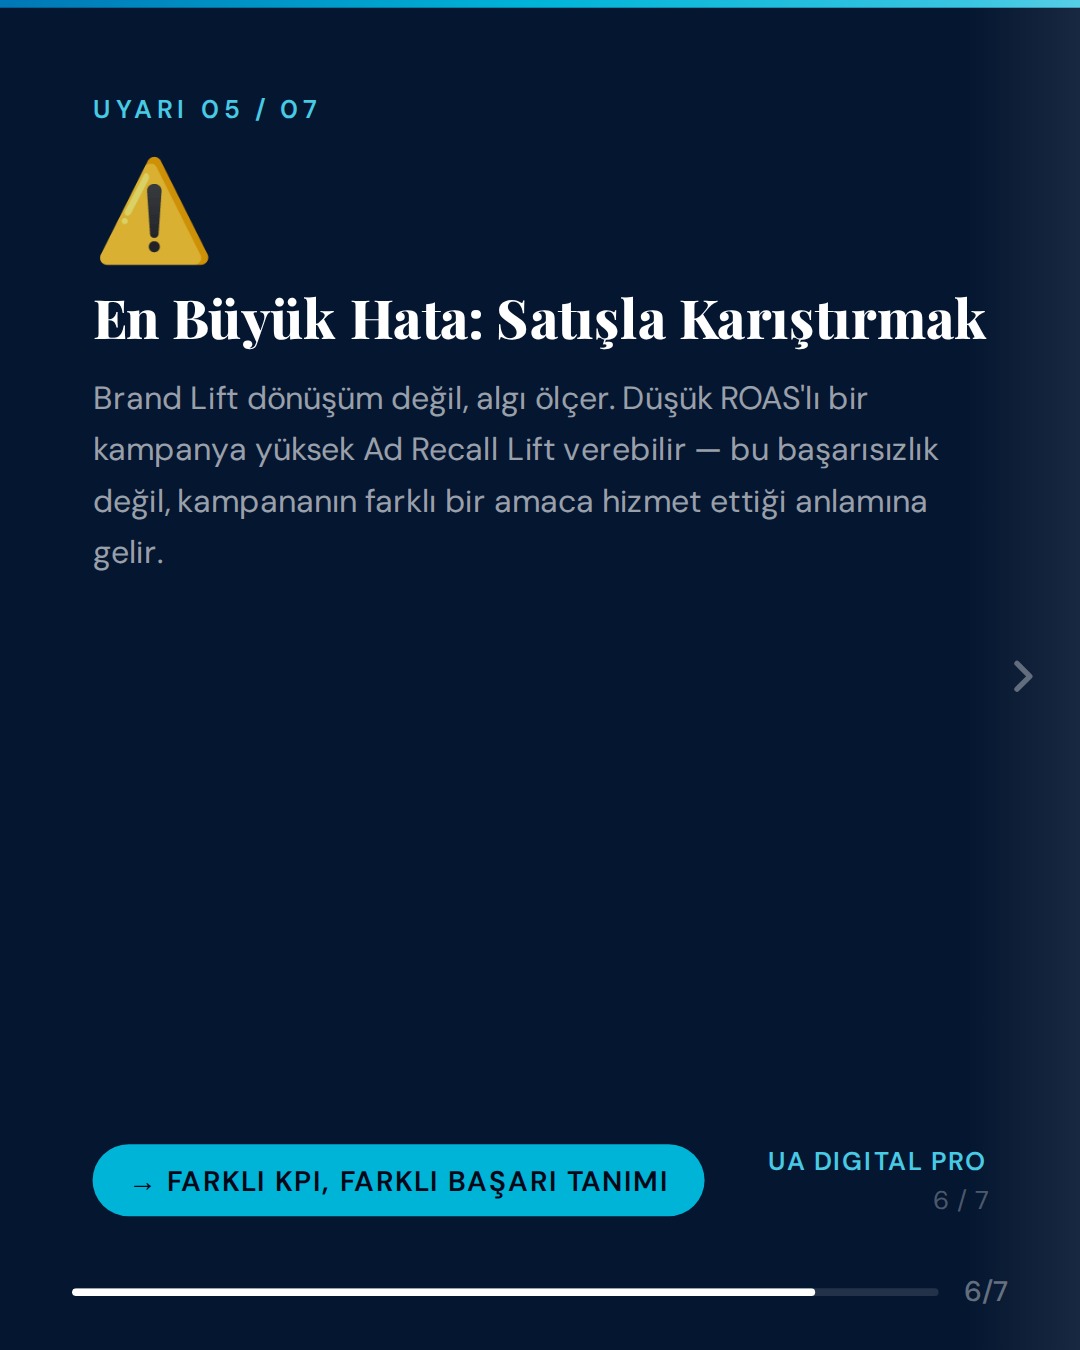 UYARI 05 / 07
En Büyük Hata: Satışla Karıştırmak
Brand Lift dönüşüm değil, algı ölçer. Düşük ROAS'lı bir
kampanya yüksek Ad Recall Lift verebilir — bu başarısızlık
değil, kampananın farklı bir amaca hizmet ettiği anlamına
gelir.
→ FARKLI KPI, FARKLI BAŞARI TANIMI
UA DIGITAL PRO
6 / 7
6/7